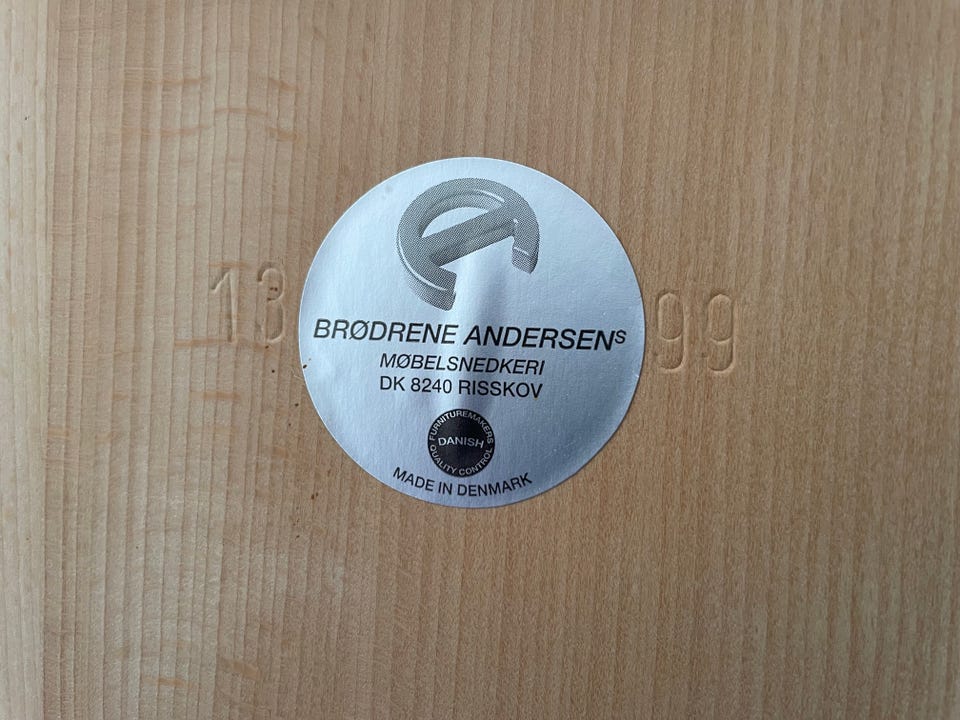 13
99
BRØDRENE ANDERSENS
MØBELSNEDKERI
DK 8240 RISSKOV
FURNITUREMAKERS
DANISH
QUALITY CONTROL
MADE IN DENMARK